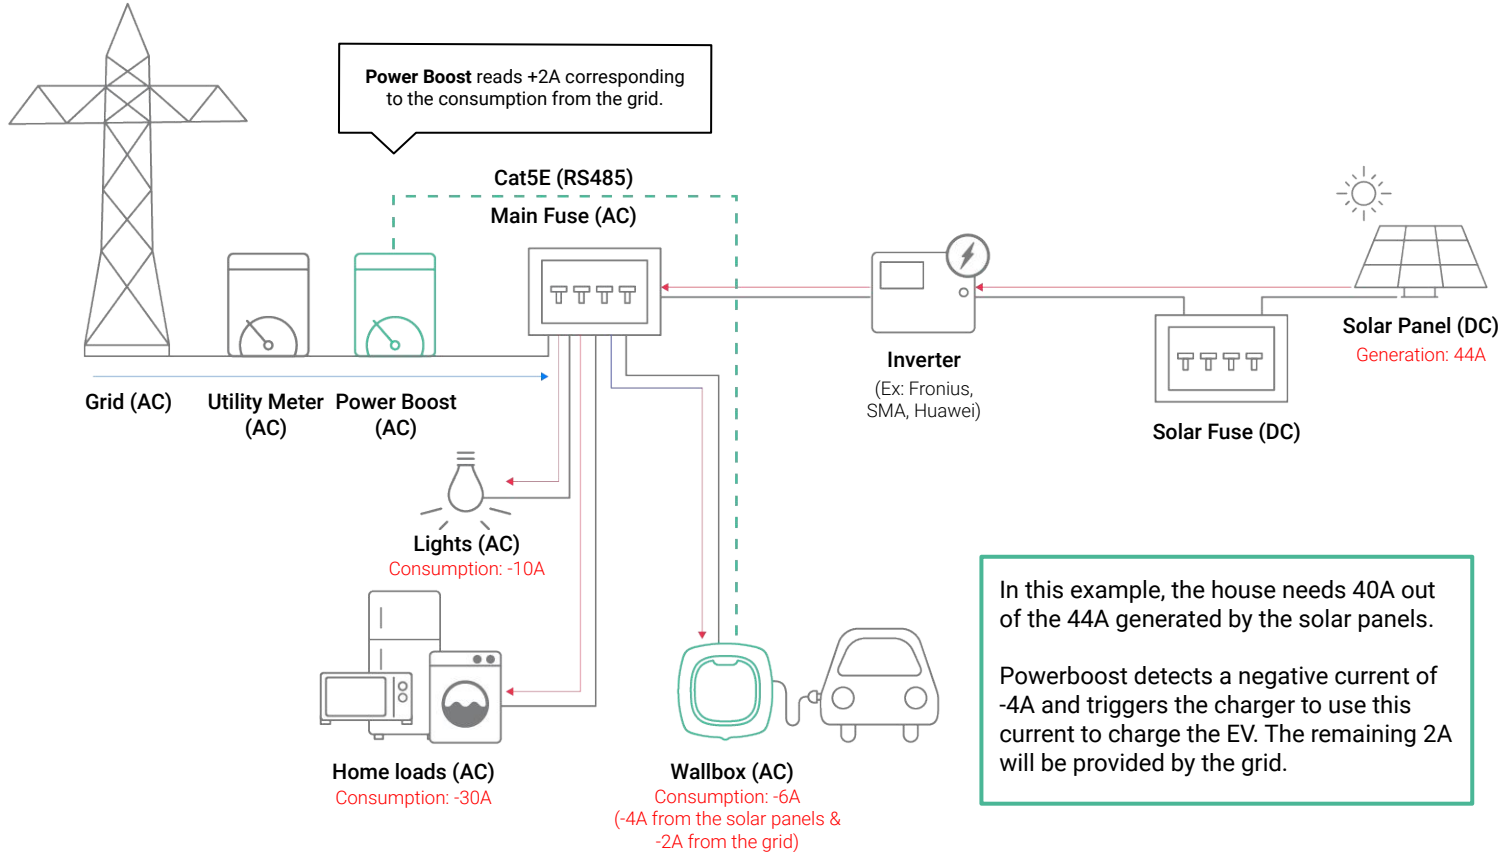 Power Boost reads +2A corresponding
to the consumption from the grid.
Cat5E (RS485)
Main Fuse (AC)
Grid (AC)
Utility Meter
(AC)
Power Boost
(AC)
Inverter
(Ex: Fronius,
SMA, Huawei)
Solar Panel (DC)
Generation: 44A
Solar Fuse (DC)
Lights (AC)
Consumption: -10A
Home loads (AC)
Consumption: -30A
Wallbox (AC)
Consumption: -6A
(-4A from the solar panels &
-2A from the grid)
In this example, the house needs 40A out
of the 44A generated by the solar panels.
Powerboost detects a negative current of
-4A and triggers the charger to use this
current to charge the EV. The remaining 2A
will be provided by the grid.